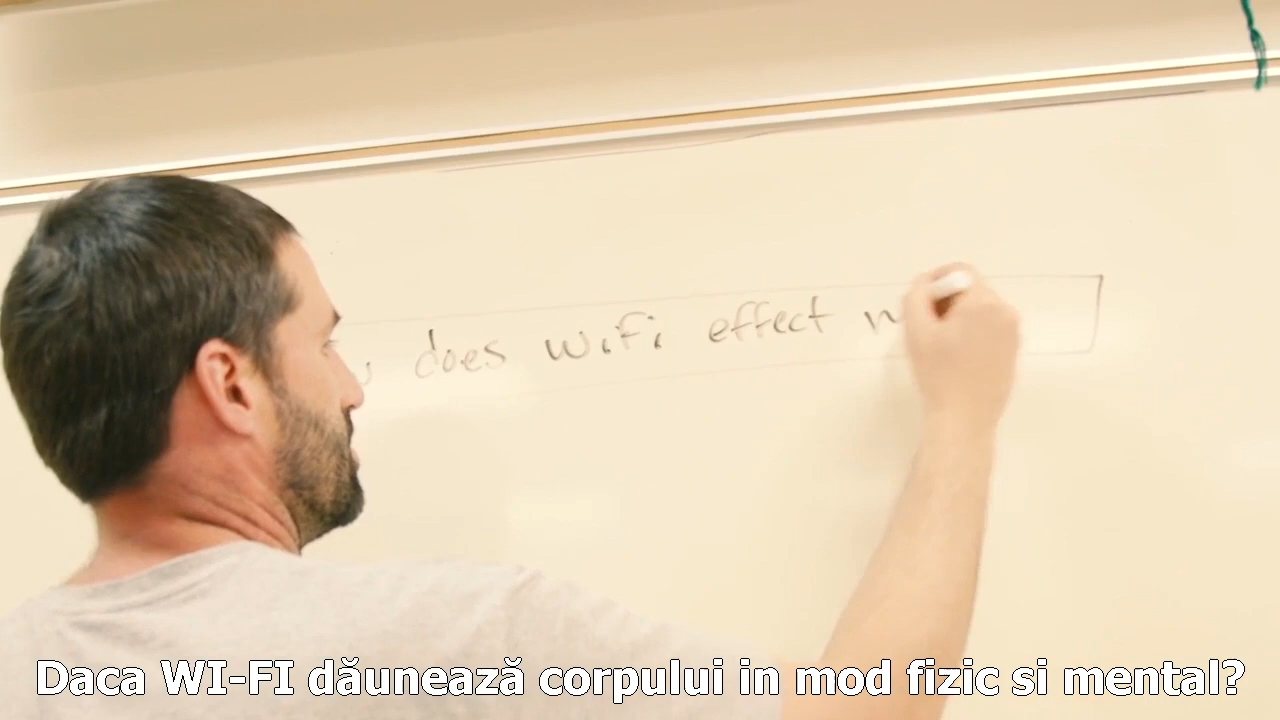 does wifi effect
Daca WI-FI dăunează corpului in mod fizic si mental?